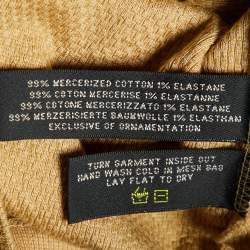 99% MERCERIZED COTTON 1% ELASTANE
99% COTON MERCERISE 1% ELASTHANNE
99% COTONE MERCERIZZATO 1% ELASTANE
99% MERZERISIERTE BAUMWOLLE 1% ELASTHAN
EXCLUSIVE OF ORNAMENTATION
TURN GARMENT INSIDE OUT
HAND WASH COLD IN MESH BAG
LAY FLAT TO DRY